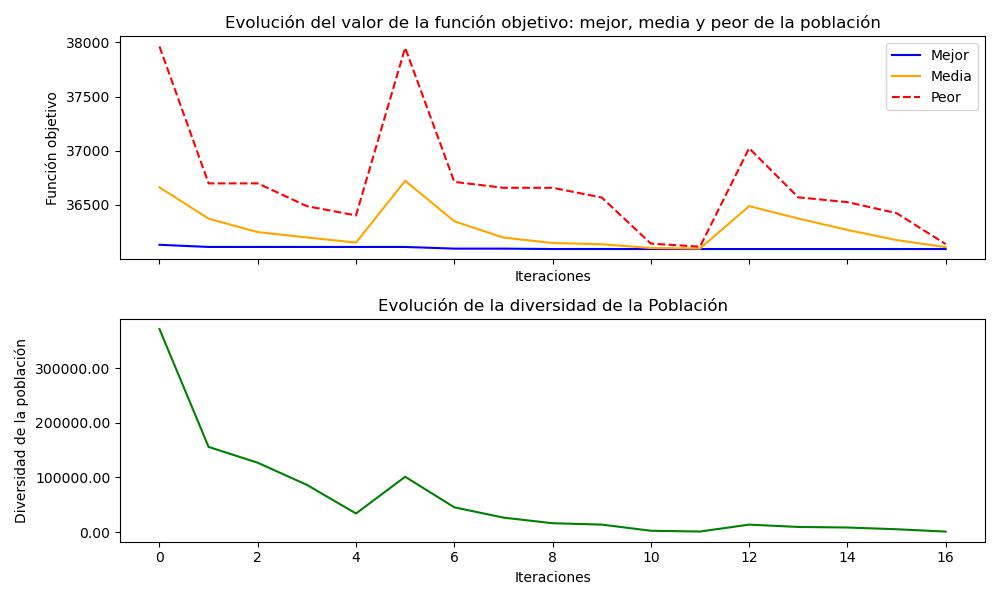 Evolución del valor de la función objetivo: mejor, media y peor de la población
38000
37500
37000
36500
Función objetivo
Mejor
Media
Peor
Iteraciones
Evolución de la diversidad de la Población
300000.00
200000.00
100000.00
0.00
Diversidad de la población
0 2 4 6 8 10 12 14 16
Iteraciones